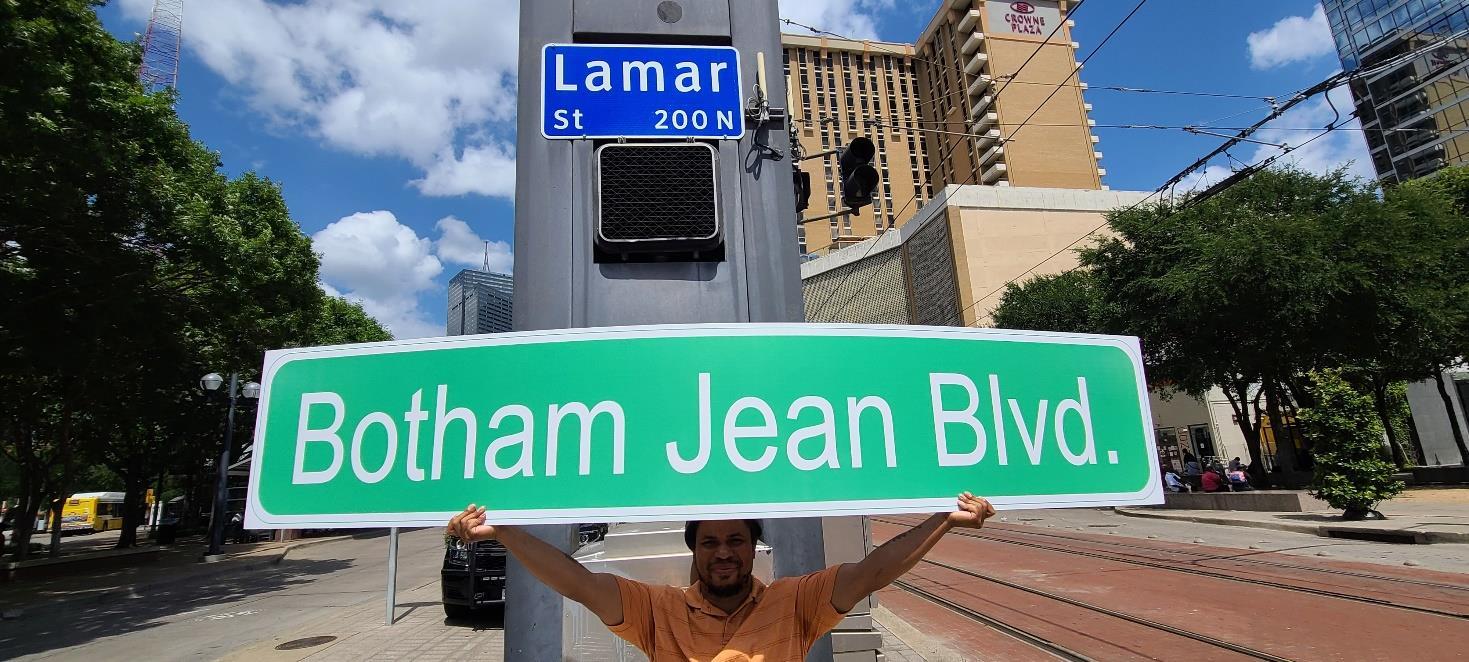 Lamar
St 200 N
CROWNE
PLAZA
Botham Jean Blvd.